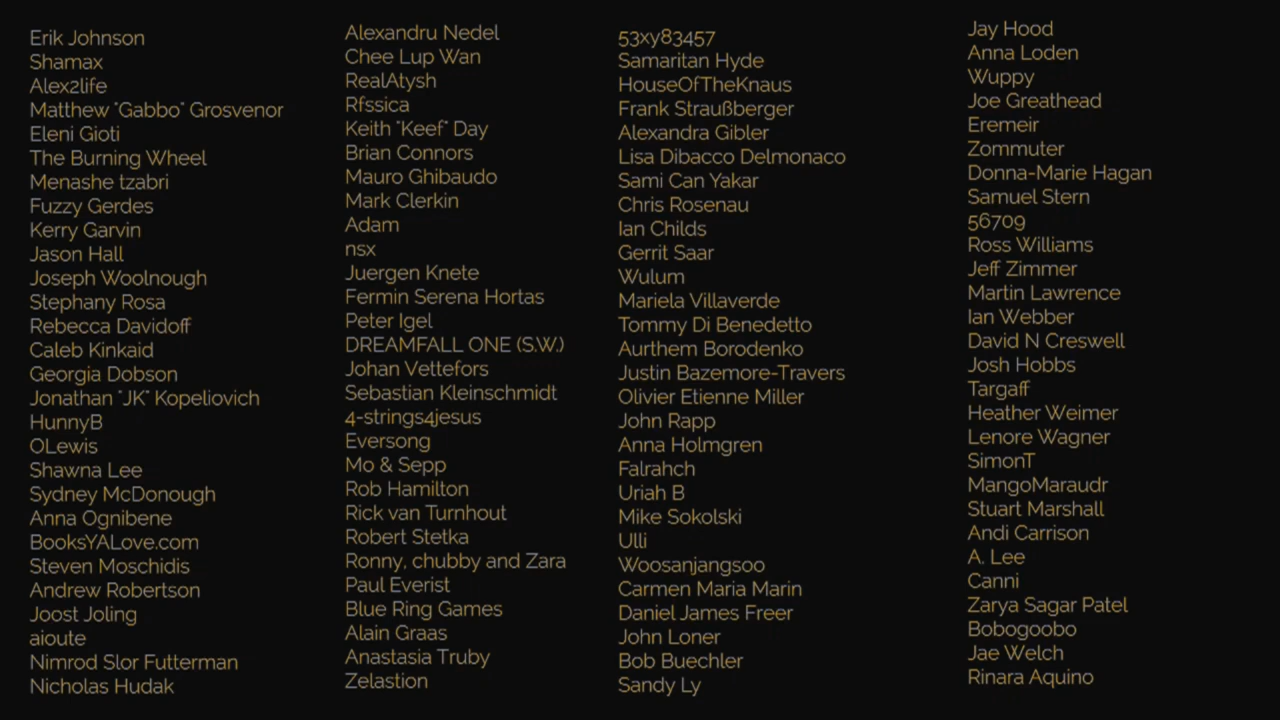 Erik Johnson
Shamax
Alex2life
Matthew "Gabbo" Grosvenor
Eleni Gioti
The Burning Wheel
Menashe tzabri
Fuzzy Gerdes
Kerry Garvin
Jason Hall
Joseph Woolnough
Stephany Rosa
Rebecca Davidoff
Caleb Kinkaid
Georgia Dobson
Jonathan "JK" Kopeliovich
HunnyB
OLewis
Shawna Lee
Sydney McDonough
Anna Ognibene
BooksYALove.com
Steven Moschidis
Andrew Robertson
Joost Joling
aioute
Nimrod Slor Futterman
Nicholas Hudak
Alexandru Nedel
Chee Lup Wan
RealAtysh
Rfssica
Keith "Keef" Day
Brian Connors
Mauro Ghibaudo
Mark Clerkin
Adam
nsx
Juergen Knete
Fermin Serena Hortas
Peter Igel
DREAMFALL ONE (S.W.)
Johan Vettefors
Sebastian Kleinschmidt
4-strings4jesus
Eversong
Mo & Sepp
Rob Hamilton
Rick van Turnhout
Robert Stetka
Ronny, chubby and Zara
Paul Everist
Blue Ring Games
Alain Graas
Anastasia Truby
Zelastion
53xy83457
Samaritan Hyde
HouseOfTheKnaus
Frank Straußberger
Alexandra Gibler
Lisa Dibacco Delmonaco
Sami Can Yakar
Chris Rosenau
Ian Childs
Gerrit Saar
Wulum
Mariela Villaverde
Tommy Di Benedetto
Aurthem Borodenko
Justin Bazemore-Travers
Olivier Etienne Miller
John Rapp
Anna Holmgren
Falrahch
Uriah B
Mike Sokolski
Ulli
Woosanjangsoo
Carmen Maria Marin
Daniel James Freer
John Loner
Bob Buechler
Sandy Ly
Jay Hood
Anna Loden
Wuppy
Joe Greathead
Eremeir
Zommuter
Donna-Marie Hagan
Samuel Stern
56709
Ross Williams
Jeff Zimmer
Martin Lawrence
Ian Webber
David N Creswell
Josh Hobbs
Targaff
Heather Weimer
Lenore Wagner
SimonT
MangoMaraudr
Stuart Marshall
Andi Carrison
A. Lee
Canni
Zarya Sagar Patel
Bobogoobo
Jae Welch
Rinara Aquino